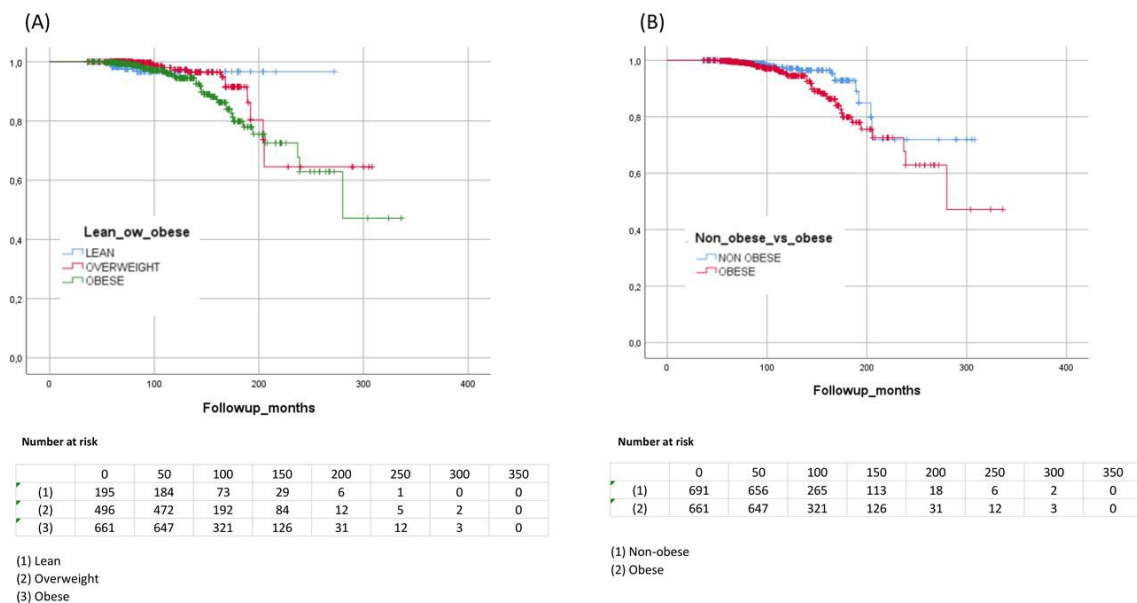 (A)
1,0
0,8
0,6
0,4
0,2
0,0
Lean_ow_obese
LEAN
OVERWEIGHT
OBESE
0 100 200 300 400
Followup_months
Number at risk
0 50 100 150 200 250 300 350
(1) 195 184 73 29 6 1 0 0
(2) 496 472 192 84 12 5 2 0
(3) 661 647 321 126 31 12 3 0
(1) Lean
(2) Overweight
(3) Obese
(B)
1,0
0,8
0,6
0,4
0,2
0,0
Non_obese_vs_obese
NON OBESE
OBESE
0 100 200 300 400
Followup_months
Number at risk
0 50 100 150 200 250 300 350
(1) 691 656 265 113 18 6 2 0
(2) 661 647 321 126 31 12 3 0
(1) Non-obese
(2) Obese